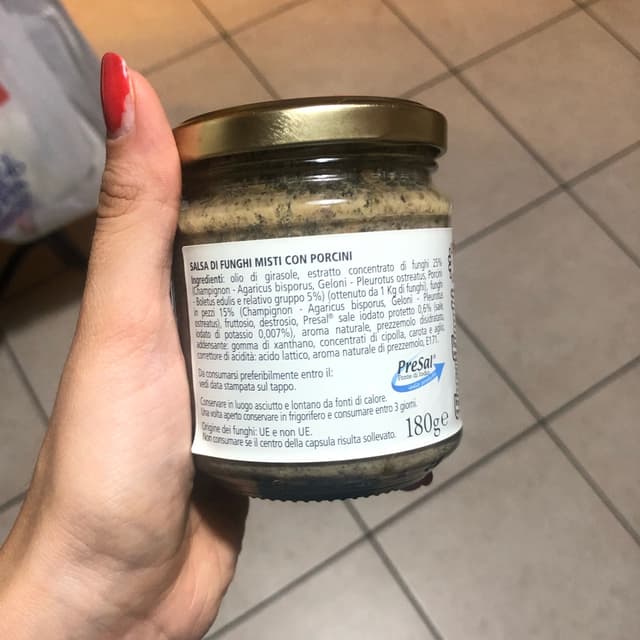 SALSA DI FUNGHI MISTI CON PORCINI
Ingredienti: olio di girasole, estratto concentrato di funghi 25%
(Champignon - Agaricus bisporus, Geloni - Pleurotus ostreatus, Porcini
- Boletus edulis e relativo gruppo 5%) (ottenuto da 1 Kg di funghi), funghi
in pezzi 15% (Champignon - Agaricus bisporus, Geloni - Pleurotus
ostreatus), fruttosio, destrosio, Presal® sale iodato protetto 0,6% (sale,
iodato di potassio 0,007%), aroma naturale, prezzemolo disidratato,
addensante: gomma di xanthano, concentrati di cipolla, carota e aglio,
correttore di acidità: acido lattico, aroma naturale di prezzemolo, E171.
Da consumarsi preferibilmente entro il:
vedi data stampata sul tappo.
PreSal®
Fonte di Iodio
Conservare in luogo asciutto e lontano da fonti di calore.
Una volta aperto conservare in frigorifero e consumare entro 3 giorni.
Origine dei funghi: UE e non UE.
Non consumare se il centro della capsula risulta sollevato.
180g e